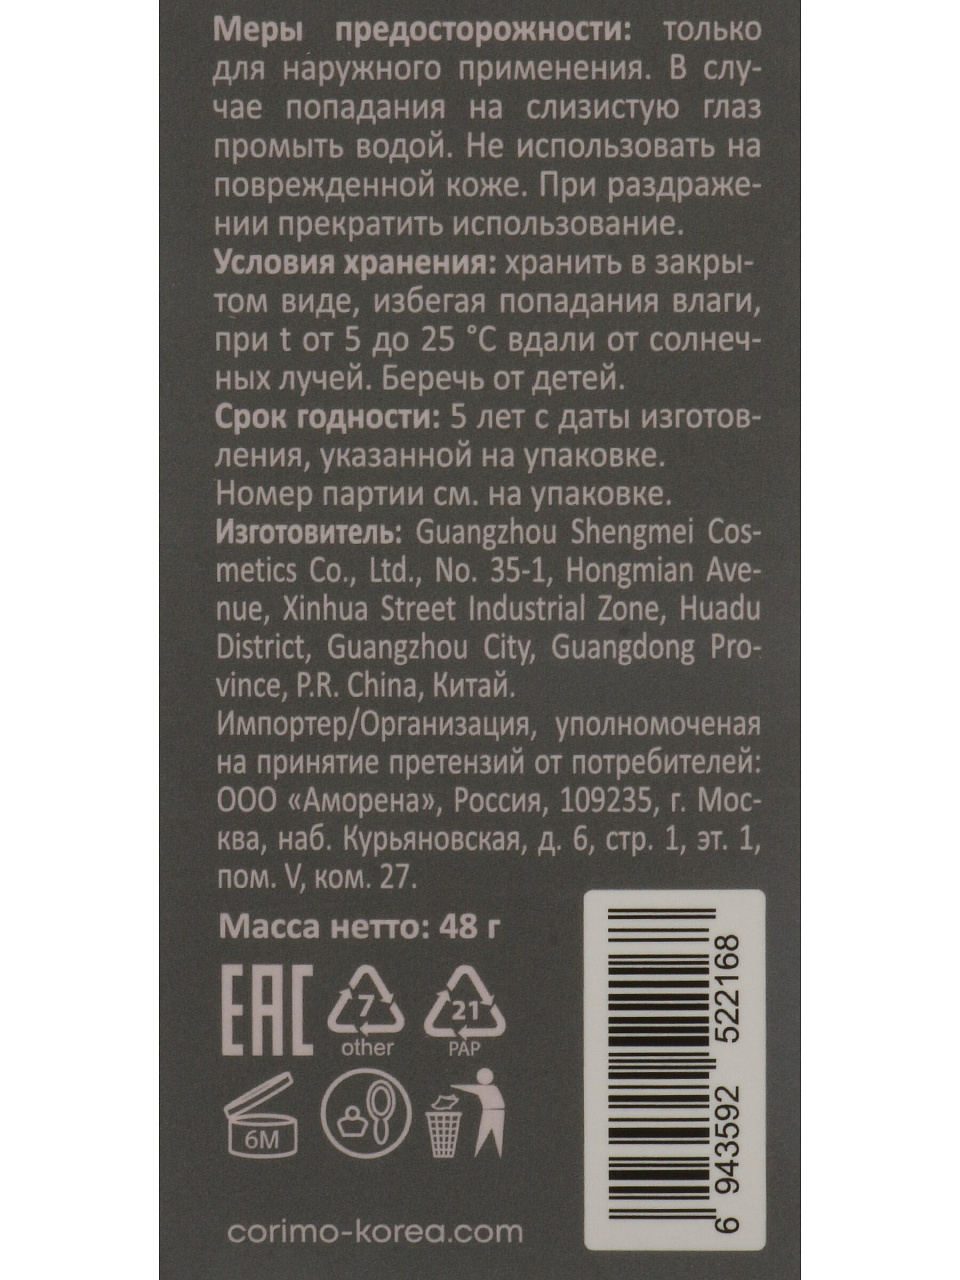 Меры предосторожности: только
для наружного применения. В слу-
чае попадания на слизистую глаз
промыть водой. Не использовать на
поврежденной коже. При раздраже-
нии прекратить использование.
Условия хранения: хранить в закры-
том виде, избегая попадания влаги,
при t от 5 до 25 °C вдали от солнеч-
ных лучей. Беречь от детей.
Срок годности: 5 лет с даты изготов-
ления, указанной на упаковке.
Номер партии см. на упаковке.
Изготовитель: Guangzhou Shengmei Cos-
metics Co., Ltd., No. 35-1, Hongmian Ave-
nue, Xinhua Street Industrial Zone, Huadu
District, Guangzhou City, Guangdong Pro-
vince, P.R. China, Китай.
Импортер/Организация, уполномоченая
на принятие претензий от потребителей:
ООО «Аморена», Россия, 109235, г. Мос-
ква, наб. Курьяновская, д. 6, стр. 1, эт. 1,
пом. V, ком. 27.
Масса нетто: 48 г
EAC
7
other
21
PAP
6M
corimo-korea.com
6 943592 522168